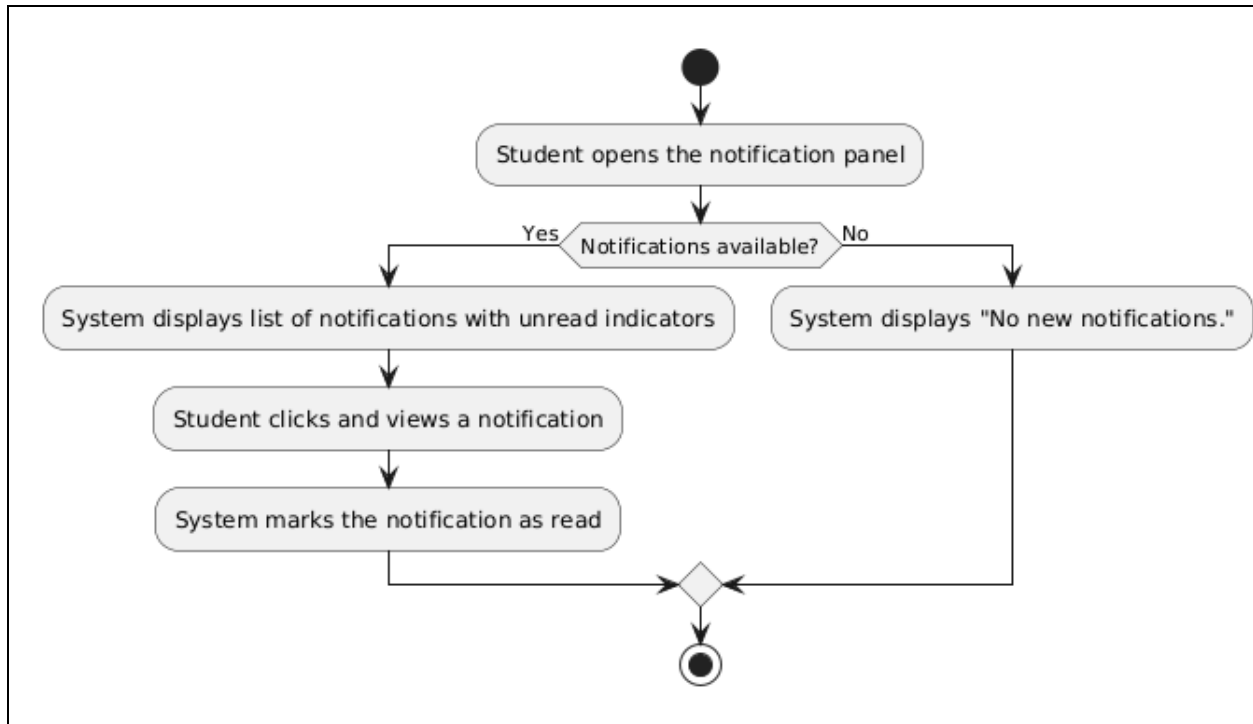 Student opens the notification panel
Yes
Notifications available?
No
System displays list of notifications with unread indicators
System displays "No new notifications."
Student clicks and views a notification
System marks the notification as read